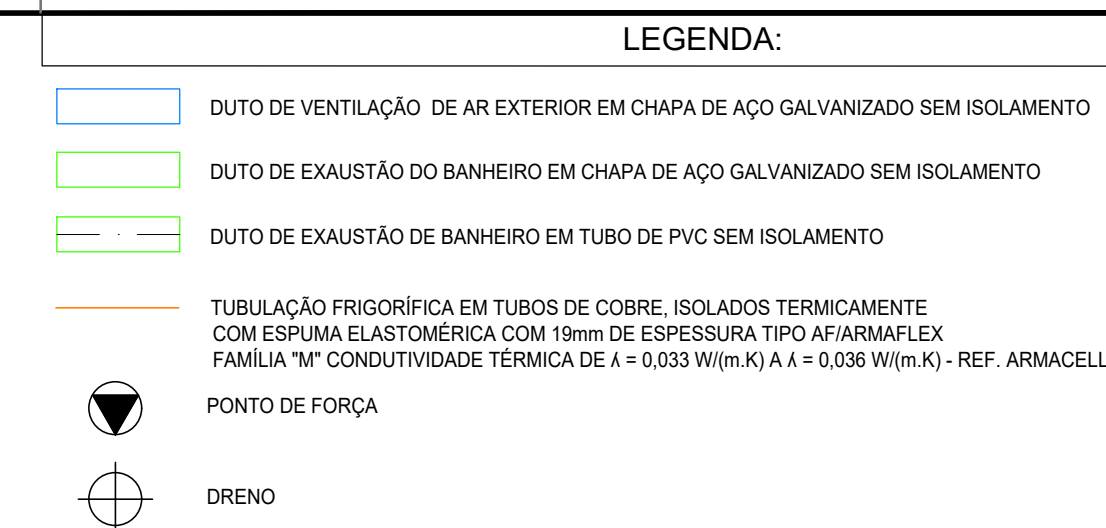 LEGENDA:
DUTO DE VENTILAÇÃO DE AR EXTERIOR EM CHAPA DE AÇO GALVANIZADO SEM ISOLAMENTO
DUTO DE EXAUSTÃO DO BANHEIRO EM CHAPA DE AÇO GALVANIZADO SEM ISOLAMENTO
DUTO DE EXAUSTÃO DE BANHEIRO EM TUBO DE PVC SEM ISOLAMENTO
TUBULAÇÃO FRIGORÍFICA EM TUBOS DE COBRE, ISOLADOS TERMICAMENTE
COM ESPUMA ELASTOMÉRICA COM 19mm DE ESPESSURA TIPO AF/ARMAFLEX
FAMÍLIA "M" CONDUTIVIDADE TÉRMICA DE ʎ = 0,033 W/(m.K) A ʎ = 0,036 W/(m.K) - REF. ARMACELL
PONTO DE FORÇA
DRENO